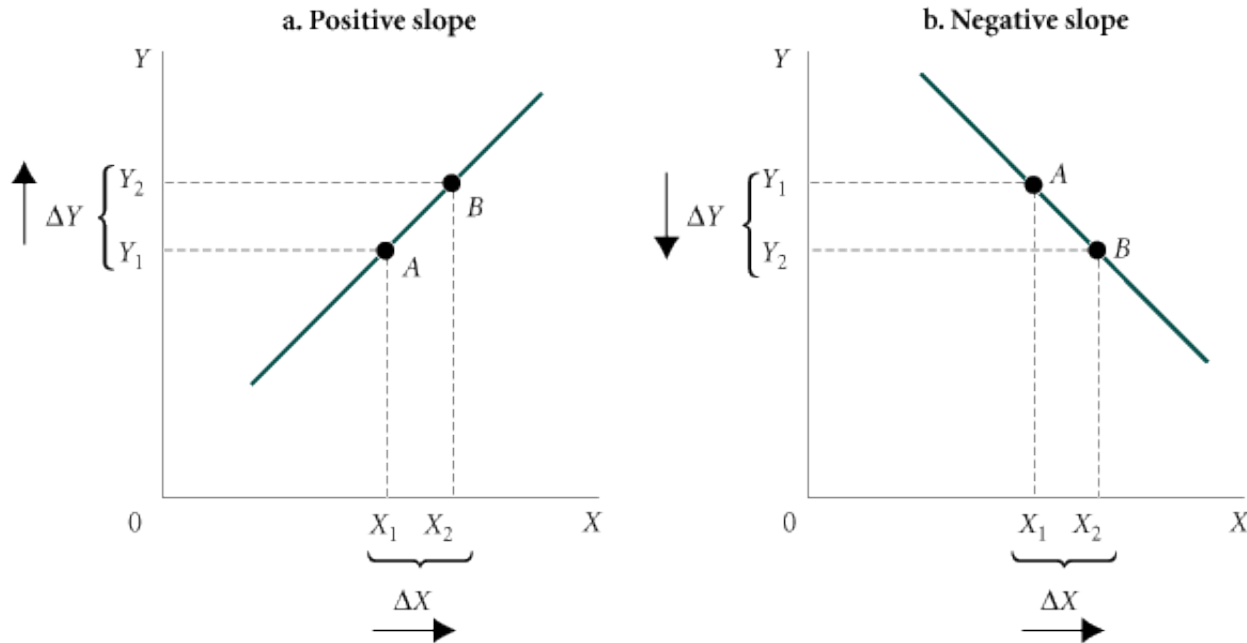 a. Positive slope
Y
Y₂
ΔY
Y₁
B
A
0
X₁ X₂ X
ΔX
b. Negative slope
Y
Y₁
ΔY
Y₂
A
B
0
X₁ X₂ X
ΔX